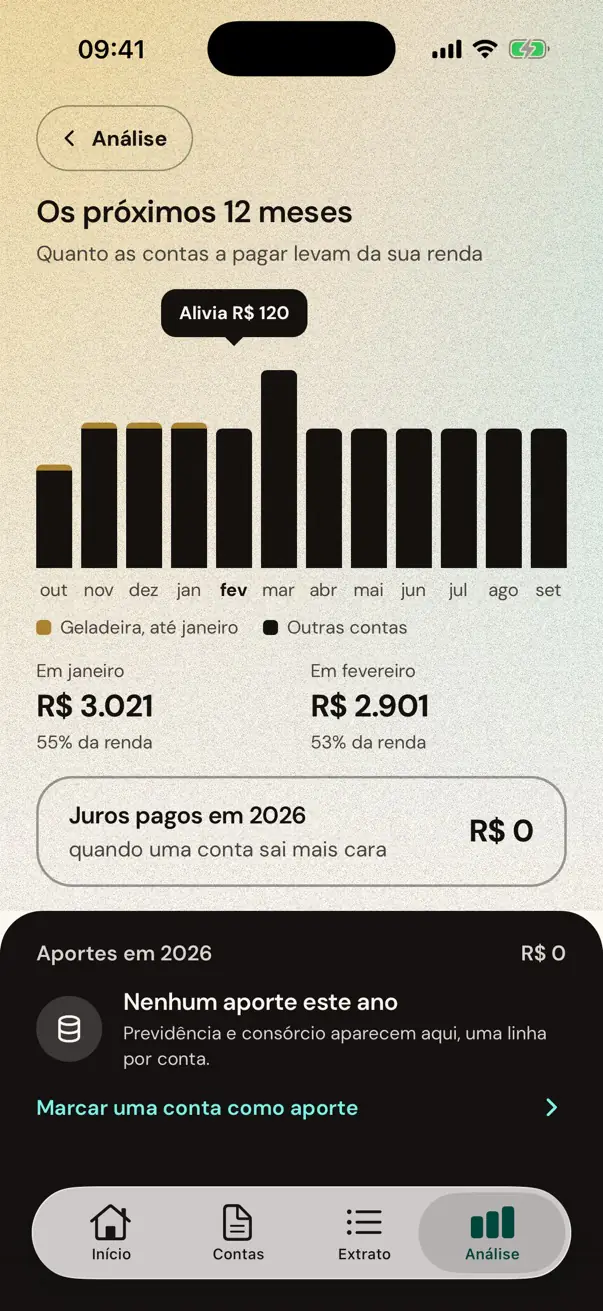 09:41
Análise
Os próximos 12 meses
Quanto as contas a pagar levam da sua renda
Alivia R$ 120
out nov dez jan fev mar abr mai jun jul ago set
Geladeira, até janeiro Outras contas
Em janeiro Em fevereiro
R$ 3.021 R$ 2.901
55% da renda 53% da renda
Juros pagos em 2026
R$ 0
quando uma conta sai mais cara
Aportes em 2026 R$ 0
Nenhum aporte este ano
Previdência e consórcio aparecem aqui, uma linha
por conta.
Marcar uma conta como aporte
Início Contas Extrato Análise